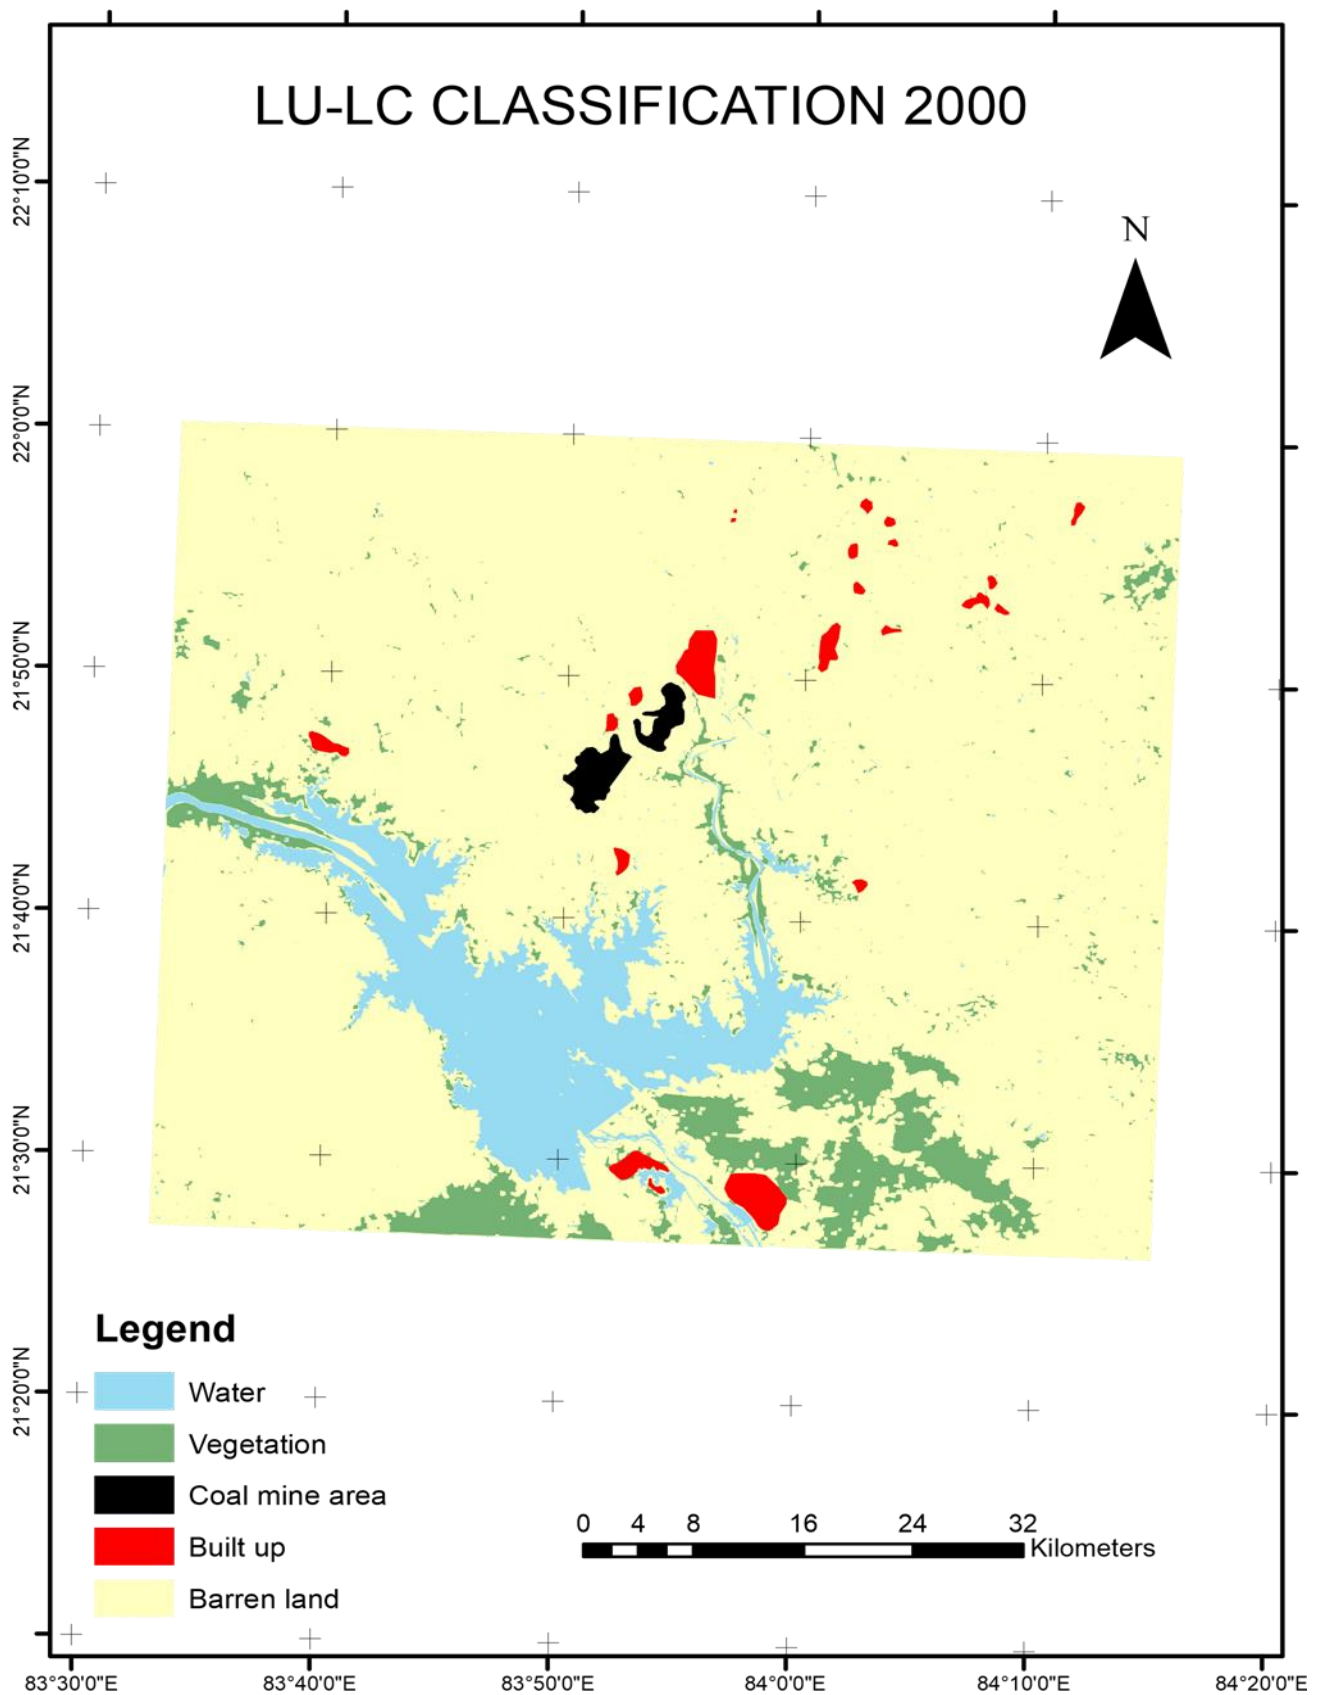 LU-LC CLASSIFICATION 2000
N
22°10'0"N
22°0'0"N
21°50'0"N
21°40'0"N
21°30'0"N
21°20'0"N
Legend
Water
Vegetation
Coal mine area
Built up
Barren land
0 4 8 16 24 32
Kilometers
83°30'0"E 83°40'0"E 83°50'0"E 84°0'0"E 84°10'0"E 84°20'0"E